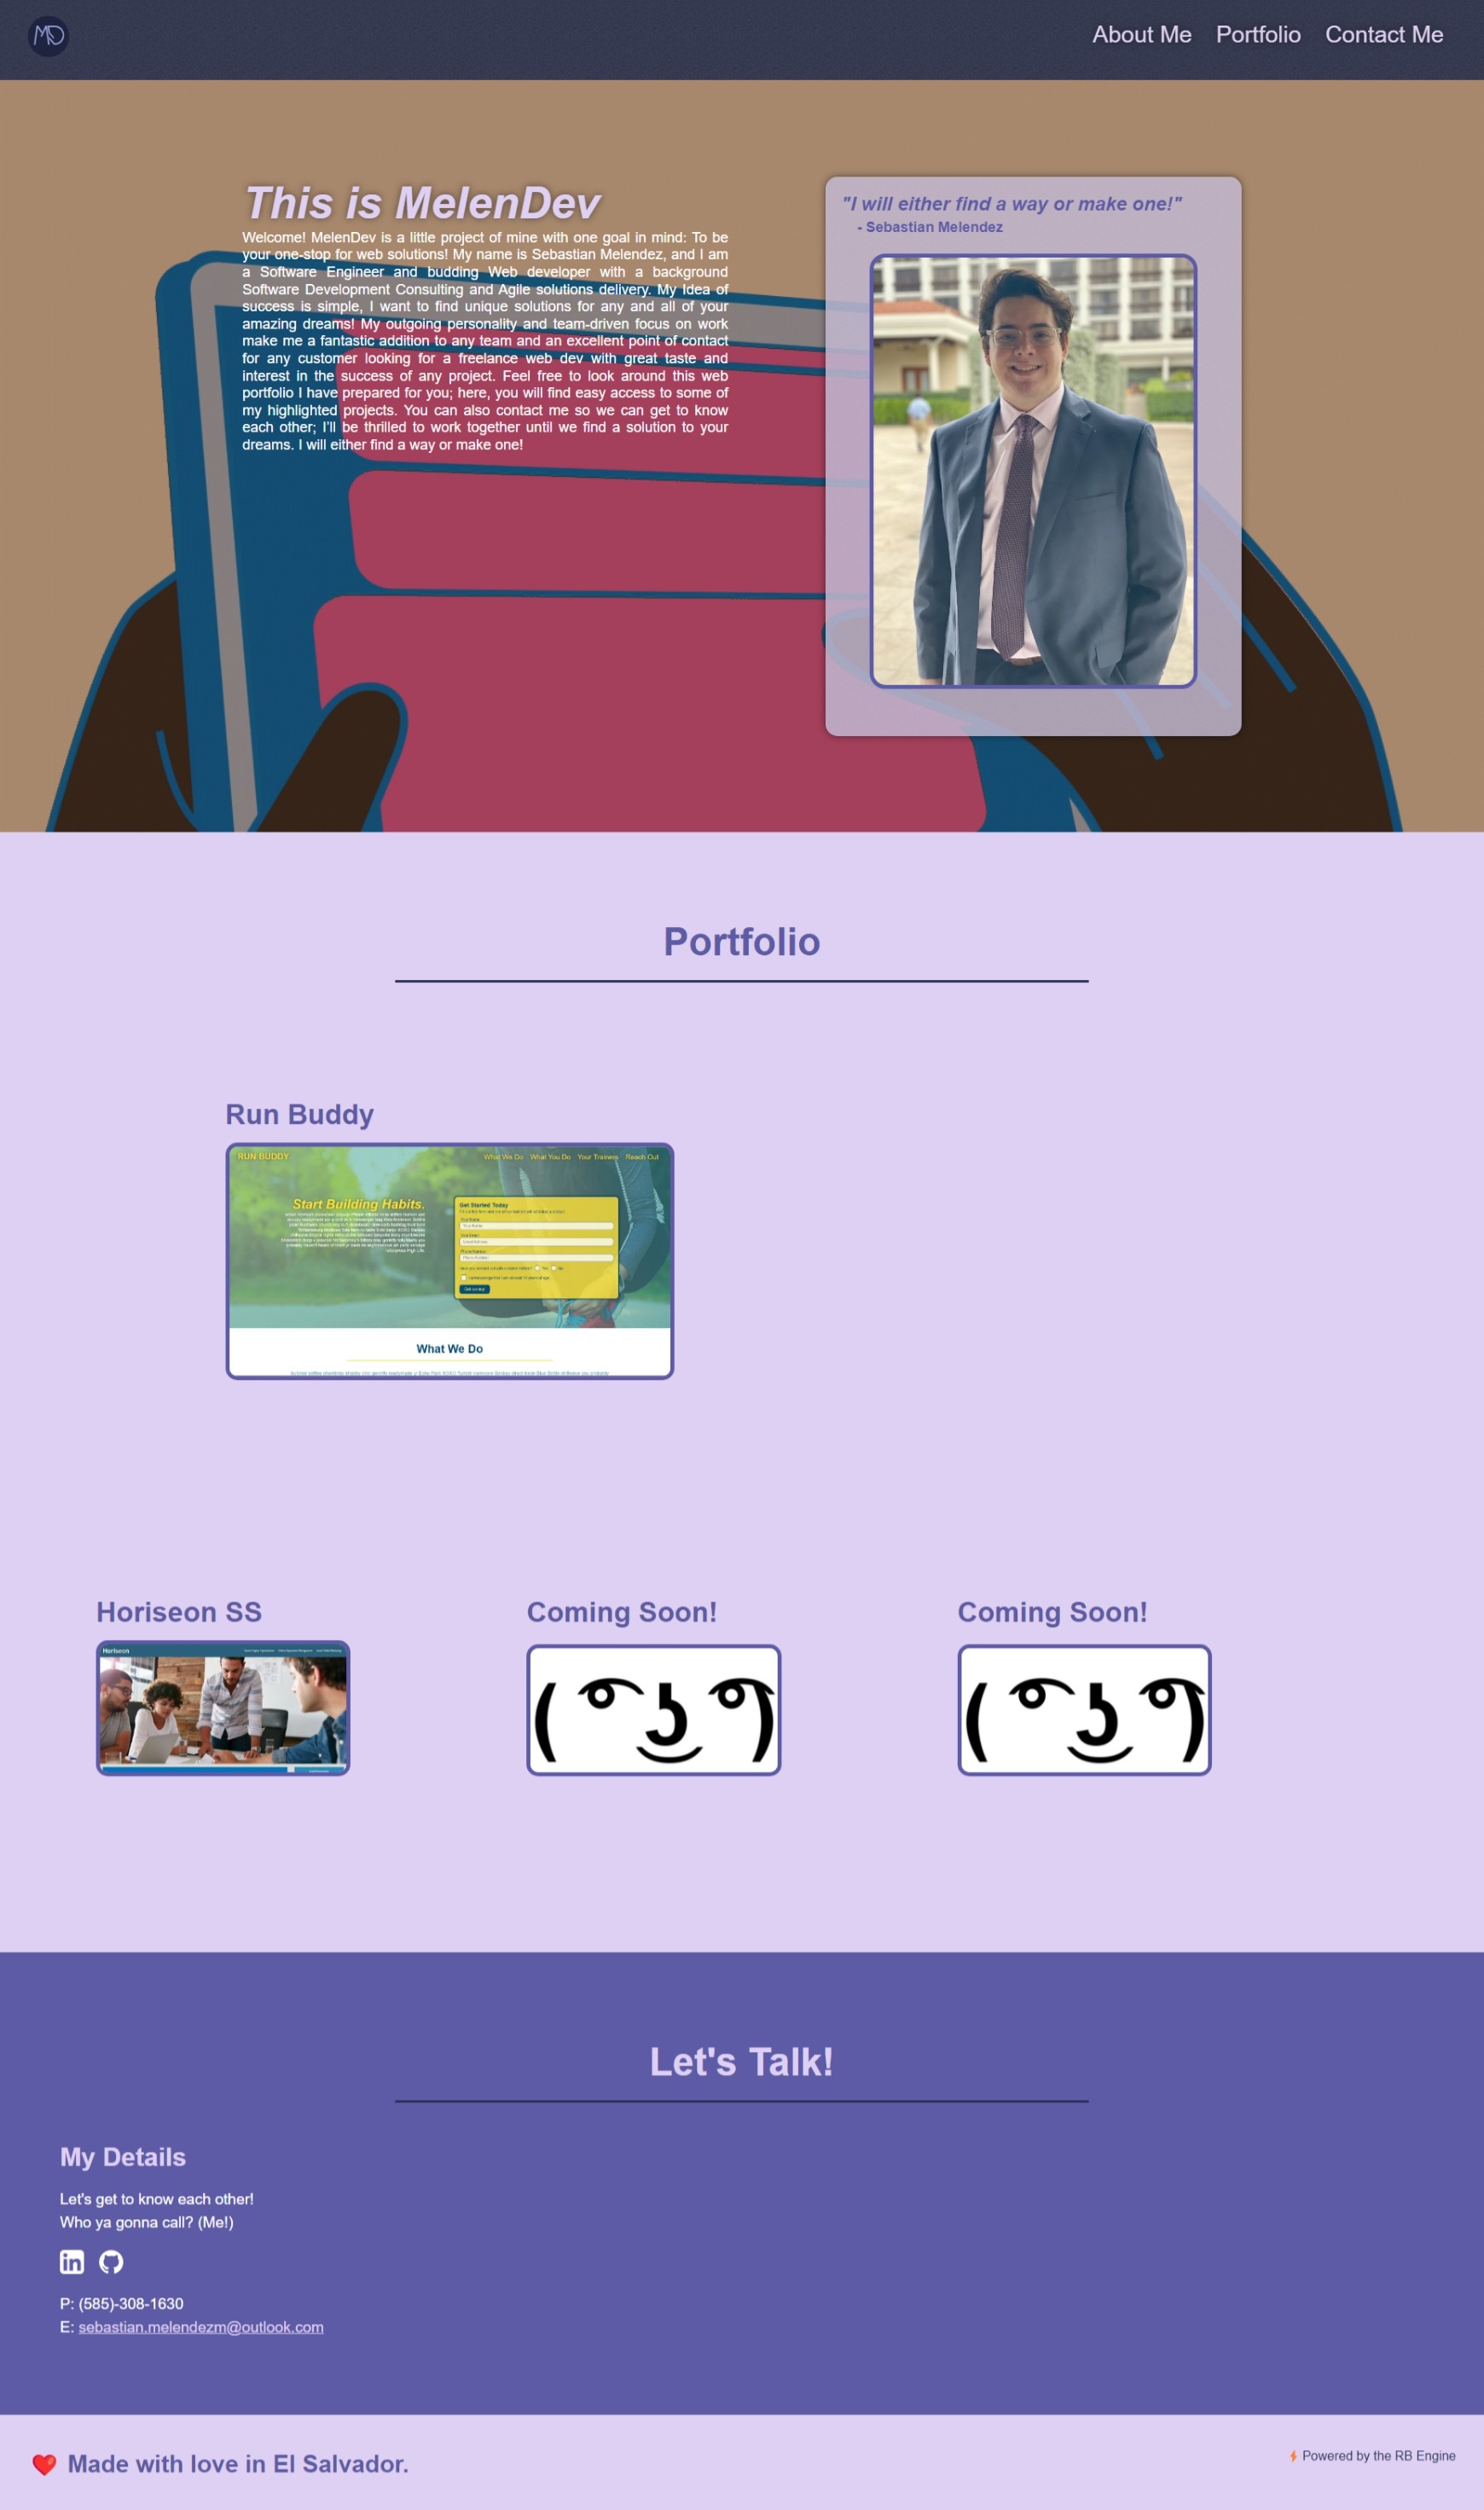 MD
About Me Portfolio Contact Me
This is MelenDev
Welcome! MelenDev is a little project of mine with one goal in mind: To be
your one-stop for web solutions! My name is Sebastian Melendez, and I am
a Software Engineer and budding Web developer with a background
Software Development Consulting and Agile solutions delivery. My Idea of
success is simple, I want to find unique solutions for any and all of your
amazing dreams! My outgoing personality and team-driven focus on work
make me a fantastic addition to any team and an excellent point of contact
for any customer looking for a freelance web dev with great taste and
interest in the success of any project. Feel free to look around this web
portfolio I have prepared for you; here, you will find easy access to some of
my highlighted projects. You can also contact me so we can get to know
each other; I'll be thrilled to work together until we find a solution to your
dreams. I will either find a way or make one!
"I will either find a way or make one!"
- Sebastian Melendez
Portfolio
Run Buddy
RUN BUDDY
What We Do What You Do Your Trainers Reach Out
Start Building Habits.
Get Started Today
What We Do
Horiseon SS
Horiseon
Coming Soon!
( ͡° ͜ʖ ͡°)
Coming Soon!
( ͡° ͜ʖ ͡°)
Let's Talk!
My Details
Let's get to know each other!
Who ya gonna call? (Me!)
in
P: (585)-308-1630
E: sebastian.melendezm@outlook.com
❤️ Made with love in El Salvador.
⚡ Powered by the RB Engine